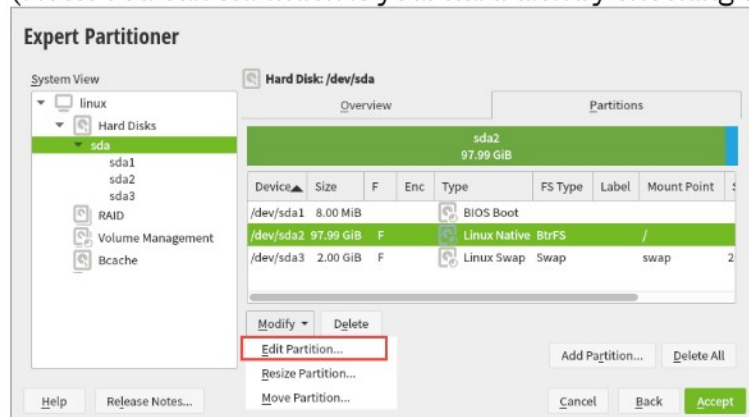 Expert Partitioner
System View
linux
Hard Disks
sda
sda1
sda2
sda3
RAID
Volume Management
Bcache
Hard Disk: /dev/sda
Overview Partitions
sda2
97.99 GiB
Device Size F Enc Type FS Type Label Mount Point
/dev/sda1 8.00 MiB BIOS Boot
/dev/sda2 97.99 GiB F Linux Native BtrFS /
/dev/sda3 2.00 GiB F Linux Swap Swap swap 2
Modify Delete
Edit Partition...
Resize Partition...
Move Partition...
Add Partition... Delete All
Help Release Notes... Cancel Back Accept